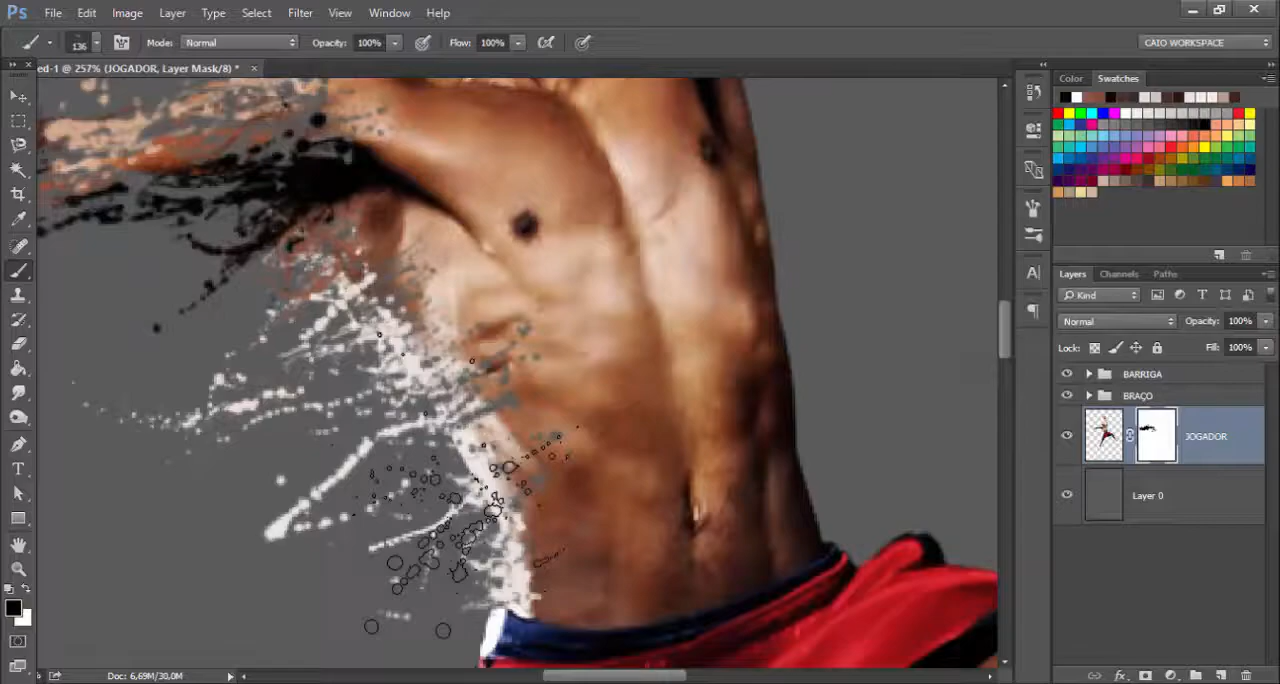 Ps File Edit Image Layer Type Select Filter View Window Help
136 Mode: Normal Opacity: 100% Flow: 100% CAIO WORKSPACE
ed-1 @ 257% (JOGADOR, Layer Mask/8) * ×
Color Swatches
Layers Channels Paths
Kind
Normal Opacity: 100%
Lock: Fill: 100%
BARRIGA
BRAÇO
JOGADOR
Layer 0
Doc: 6,69M/30,0M